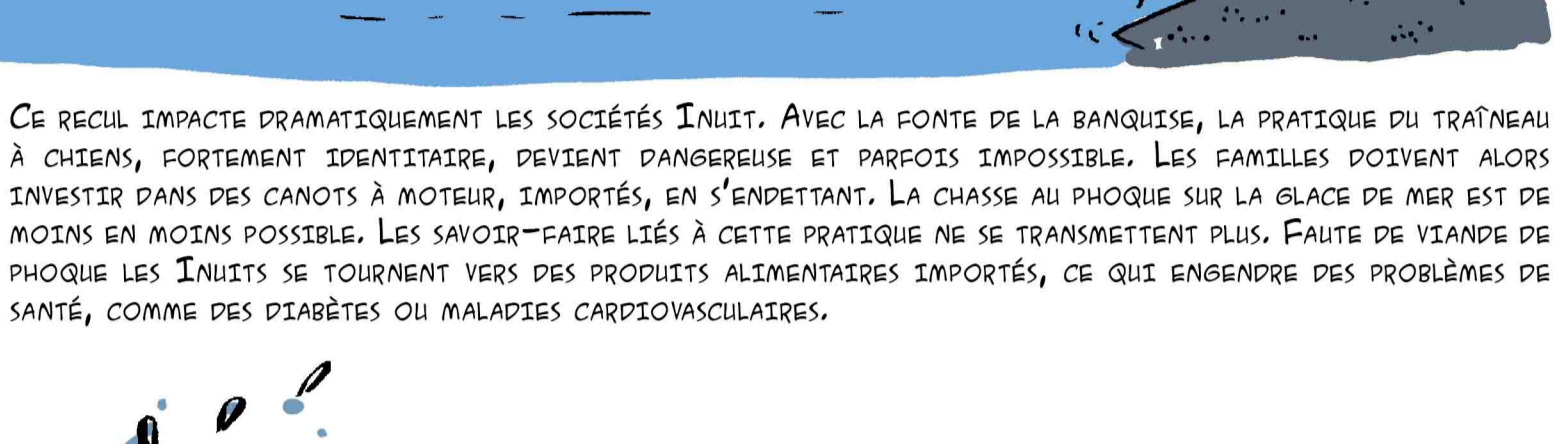 Ce recul impacte dramatiquement les sociétés Inuit. Avec la fonte de la banquise, la pratique du traîneau
à chiens, fortement identitaire, devient dangereuse et parfois impossible. Les familles doivent alors
investir dans des canots à moteur, importés, en s'endettant. La chasse au phoque sur la glace de mer est de
moins en moins possible. Les savoir-faire liés à cette pratique ne se transmettent plus. Faute de viande de
phoque les Inuits se tournent vers des produits alimentaires importés, ce qui engendre des problèmes de
santé, comme des diabètes ou maladies cardiovasculaires.